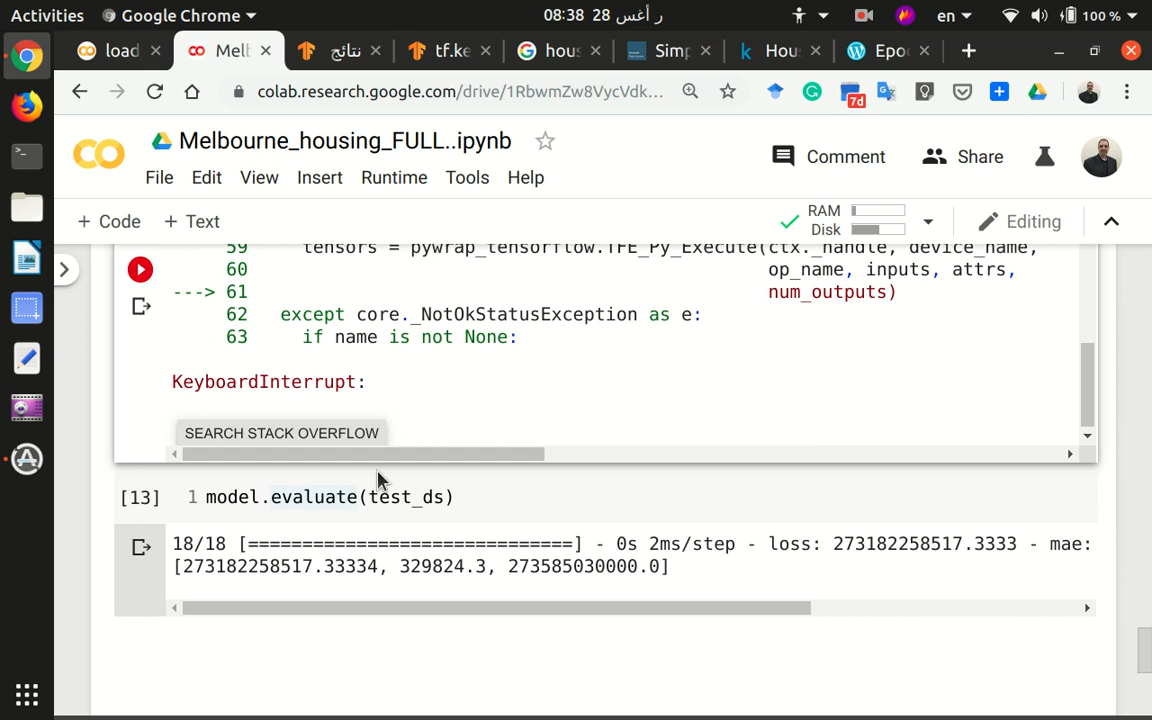 Activities Google Chrome 08:38 28 ر أغس en 100 %
load Melb نتائج tf.ke hous Simp Hou Epoc
colab.research.google.com/drive/1RbwmZw8VycVdk... 7d
Melbourne_housing_FULL..ipynb Comment Share
File Edit View Insert Runtime Tools Help
+ Code + Text RAM Disk Editing
59 tensors = pywrap_tensorflow.TFE_Py_Execute(ctx._handle, device_name,
60 op_name, inputs, attrs,
---> 61 num_outputs)
62 except core._NotOkStatusException as e:
63 if name is not None:
KeyboardInterrupt:
SEARCH STACK OVERFLOW
[13] 1 model.evaluate(test_ds)
18/18 [==============================] - 0s 2ms/step - loss: 273182258517.3333 - mae:
[273182258517.33334, 329824.3, 273585030000.0]